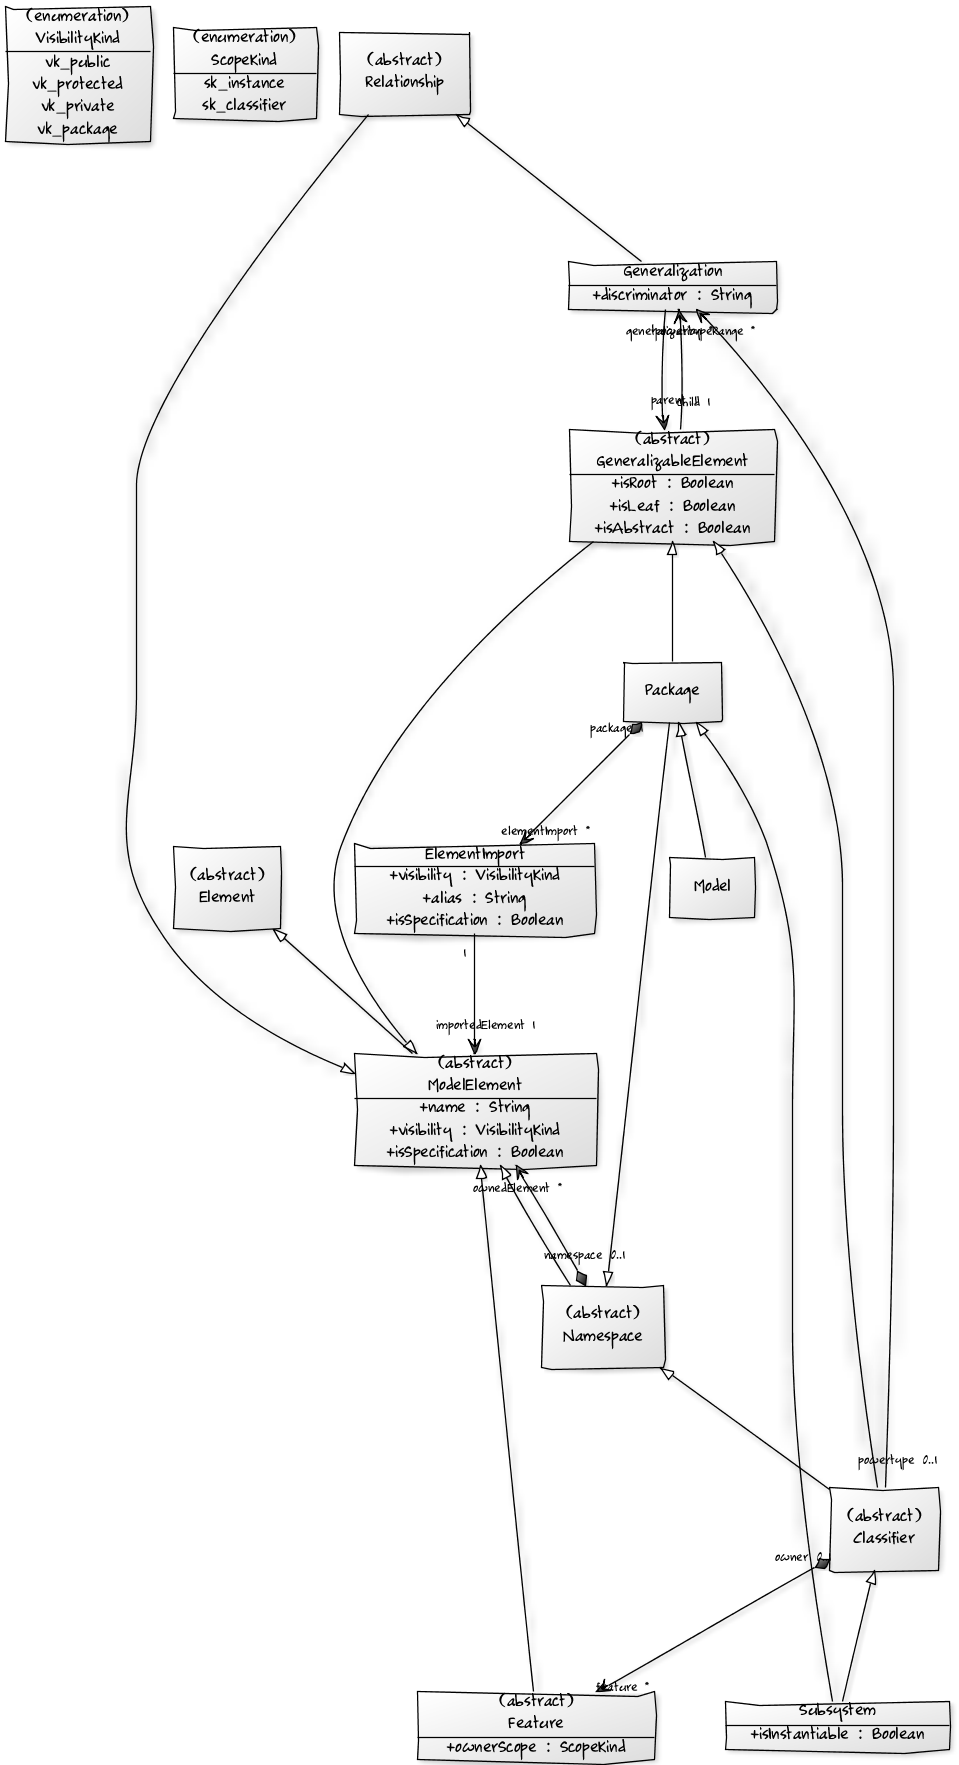 (enumeration)
VisibilityKind
vk_public
vk_protected
vk_private
vk_package
(enumeration)
ScopeKind
sk_instance
sk_classifier
(abstract)
Relationship
Generalization
+discriminator : String
*
parent
child 1
(abstract)
GeneralizableElement
+isRoot : Boolean
+isLeaf : Boolean
+isAbstract : Boolean
Package
package
elementImport *
ElementImport
+visibility : VisibilityKind
+alias : String
+isSpecification : Boolean
Model
(abstract)
Element
1
importedElement 1
(abstract)
ModelElement
+name : String
+visibility : VisibilityKind
+isSpecification : Boolean
ownedElement *
namespace 0..1
(abstract)
Namespace
powertype 0..1
(abstract)
Classifier
owner
feature *
(abstract)
Feature
+ownerScope : ScopeKind
Subsystem
+isInstantiable : Boolean